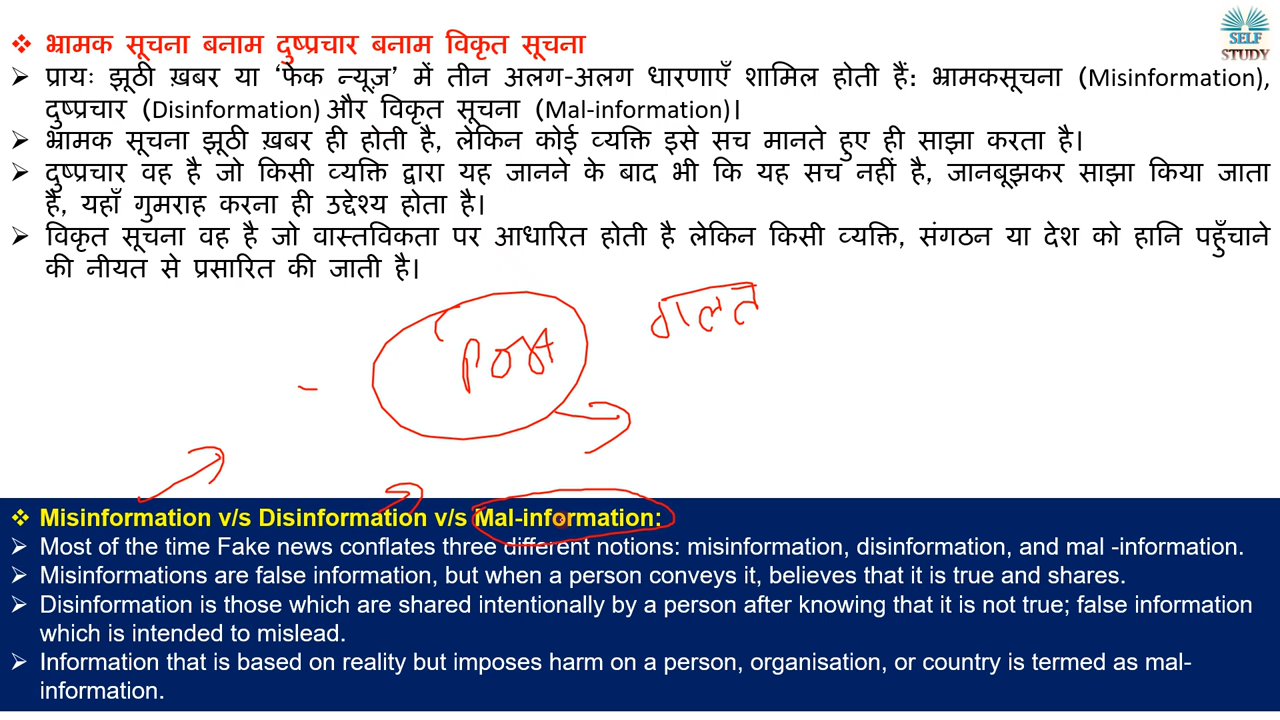 ❖ भ्रामक सूचना बनाम दुष्प्रचार बनाम विकृत सूचना
SELF
STUDY
➢ प्रायः झूठी ख़बर या ‘फेक न्यूज़’ में तीन अलग-अलग धारणाएँ शामिल होती हैं: भ्रामकसूचना (Misinformation),
दुष्प्रचार (Disinformation) और विकृत सूचना (Mal-information)।
➢ भ्रामक सूचना झूठी ख़बर ही होती है, लेकिन कोई व्यक्ति इसे सच मानते हुए ही साझा करता है।
➢ दुष्प्रचार वह है जो किसी व्यक्ति द्वारा यह जानने के बाद भी कि यह सच नहीं है, जानबूझकर साझा किया जाता
है, यहाँ गुमराह करना ही उद्देश्य होता है।
➢ विकृत सूचना वह है जो वास्तविकता पर आधारित होती है लेकिन किसी व्यक्ति, संगठन या देश को हानि पहुँचाने
की नीयत से प्रसारित की जाती है।
गलत
Post
❖ Misinformation v/s Disinformation v/s Mal-information:
➢ Most of the time Fake news conflates three different notions: misinformation, disinformation, and mal -information.
➢ Misinformations are false information, but when a person conveys it, believes that it is true and shares.
➢ Disinformation is those which are shared intentionally by a person after knowing that it is not true; false information
which is intended to mislead.
➢ Information that is based on reality but imposes harm on a person, organisation, or country is termed as mal-
information.